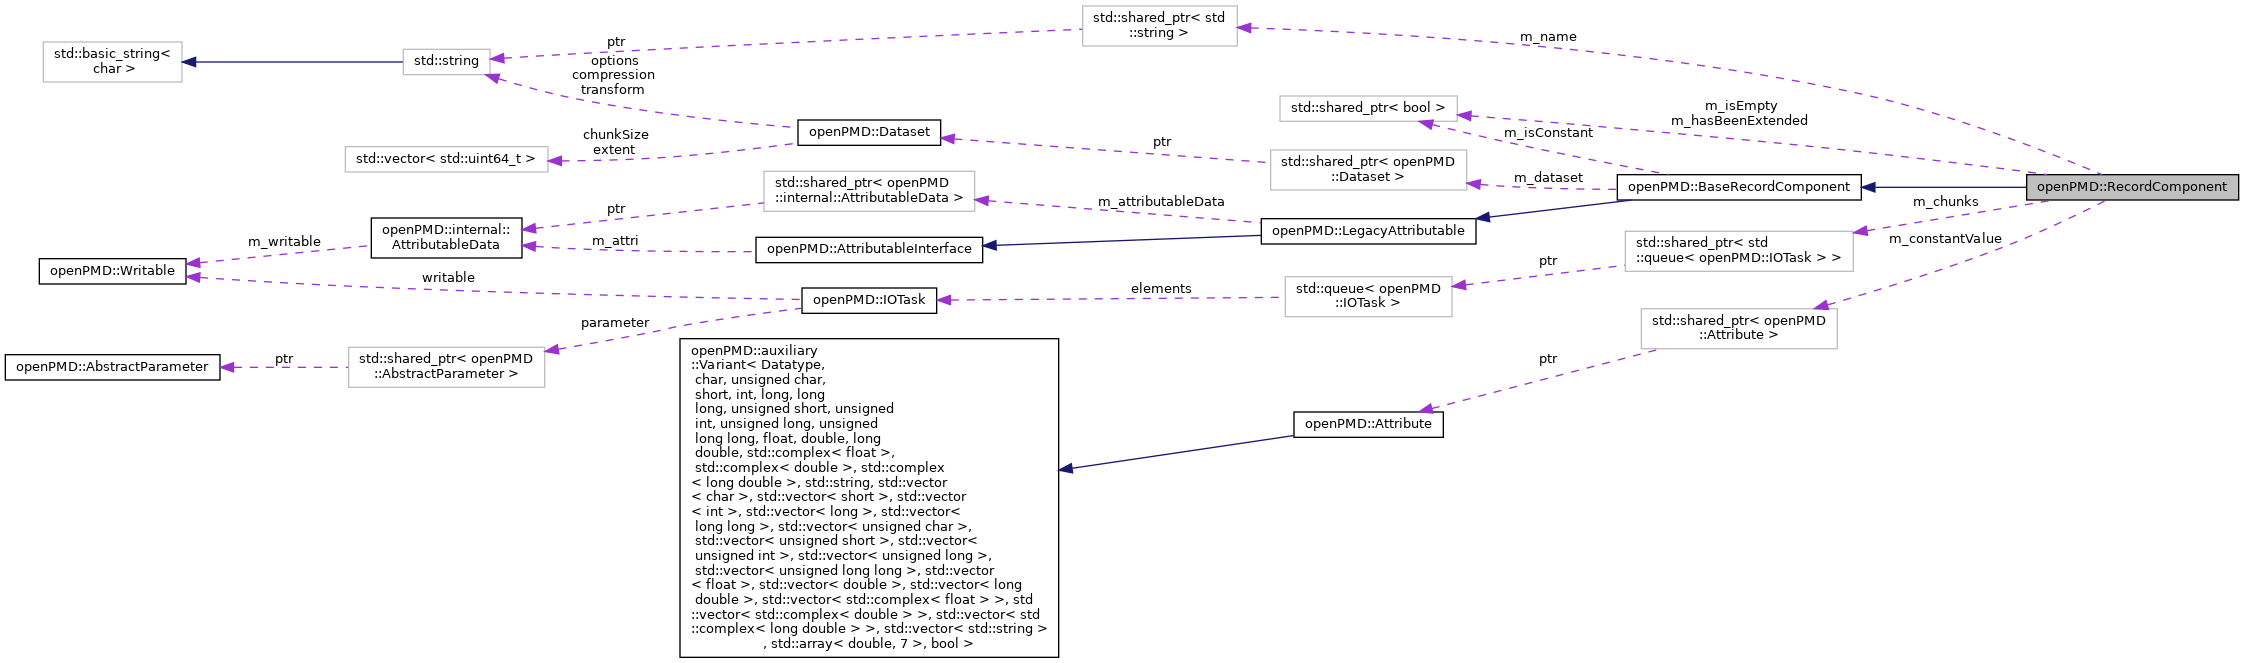 std::shared_ptr< std
::string >
m_name
ptr
std::basic_string<
char >
std::string
options
compression
transform
std::shared_ptr< bool >
m_isEmpty
m_hasBeenExtended
m_isConstant
openPMD::Dataset
chunkSize
extent
std::vector< std::uint64_t >
ptr
std::shared_ptr< openPMD
::Dataset >
m_dataset
openPMD::BaseRecordComponent
openPMD::RecordComponent
std::shared_ptr< openPMD
::internal::AttributableData >
m_attributableData
ptr
m_chunks
openPMD::internal::
AttributableData
m_writable
m_attri
openPMD::AttributableInterface
openPMD::LegacyAttributable
std::shared_ptr< std
::queue< openPMD::IOTask > >
m_constantValue
openPMD::Writable
writable
ptr
std::queue< openPMD
::IOTask >
elements
openPMD::IOTask
parameter
std::shared_ptr< openPMD
::Attribute >
openPMD::AbstractParameter
ptr
std::shared_ptr< openPMD
::AbstractParameter >
ptr
openPMD::auxiliary
::Variant< Datatype,
char, unsigned char,
short, int, long, long
long, unsigned short, unsigned
int, unsigned long, unsigned
long long, float, double, long
double, std::complex< float >,
std::complex< double >, std::complex
< long double >, std::string, std::vector
< char >, std::vector< short >, std::vector
< int >, std::vector< long >, std::vector<
long long >, std::vector< unsigned char >,
std::vector< unsigned short >, std::vector<
unsigned int >, std::vector< unsigned long >,
std::vector< unsigned long long >, std::vector
< float >, std::vector< double >, std::vector< long
double >, std::vector< std::complex< float > >, std
::vector< std::complex< double > >, std::vector< std
::complex< long double > >, std::vector< std::string >
, std::array< double, 7 >, bool >
openPMD::Attribute